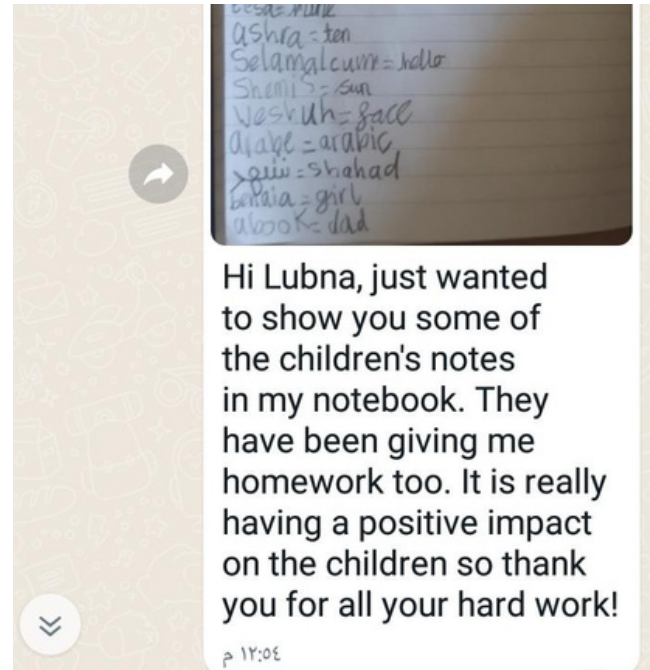 ashra = ten
Selamalcum = hello
Shemis = Sun
Weshuh = face
arabe = arabic
شهد = shahad
= girl
abook = dad
Hi Lubna, just wanted
to show you some of
the children's notes
in my notebook. They
have been giving me
homework too. It is really
having a positive impact
on the children so thank
you for all your hard work!
١٢:٥٤ م